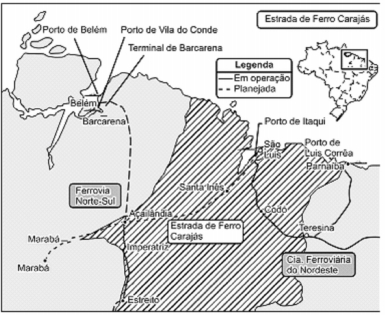 Estrada de Ferro Carajás
Porto de Belém
Porto de Vila do Conde
Terminal de Barcarena
Legenda
Em operação
Planejada
Belém
Barcarena
Porto de Itaqui
São
Luís
Porto de
Luis Corrêa
Parnaíba
Ferrovia
Norte-Sul
Santa Inês
Açailândia
Estrada de Ferro
Carajás
Codó
Teresina
Marabá
Imperatriz
Marabá
Cia. Ferroviária
do Nordeste
Estreito